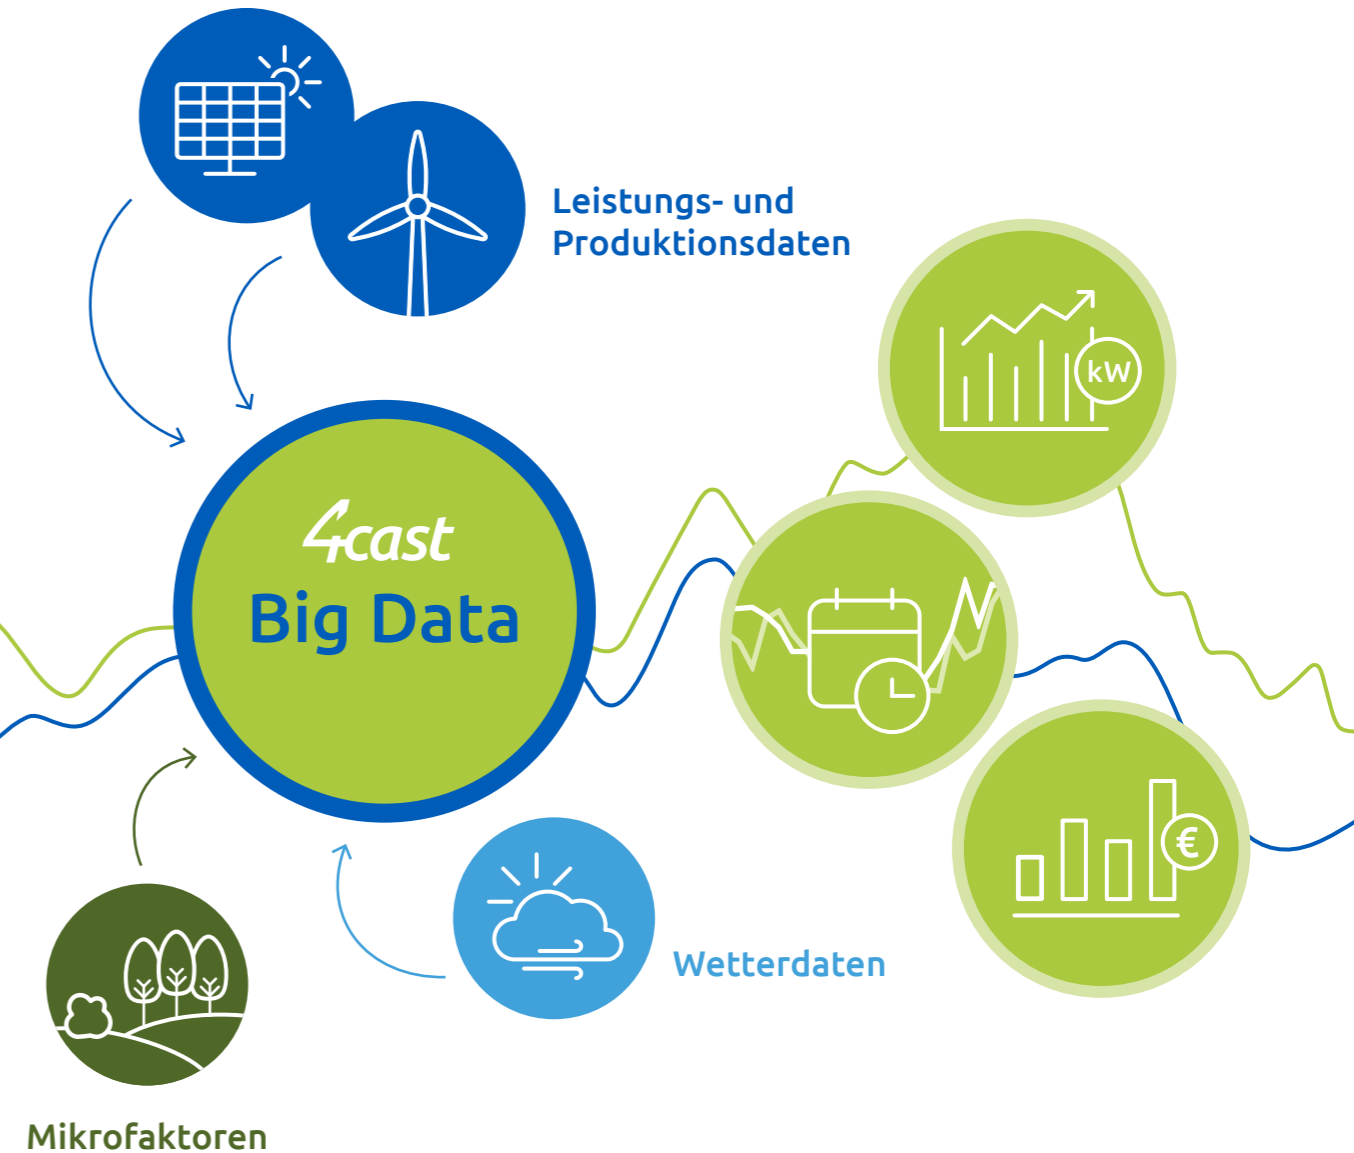 Leistungs- und
Produktionsdaten
kW
4cast
Big Data
€
Wetterdaten
Mikrofaktoren